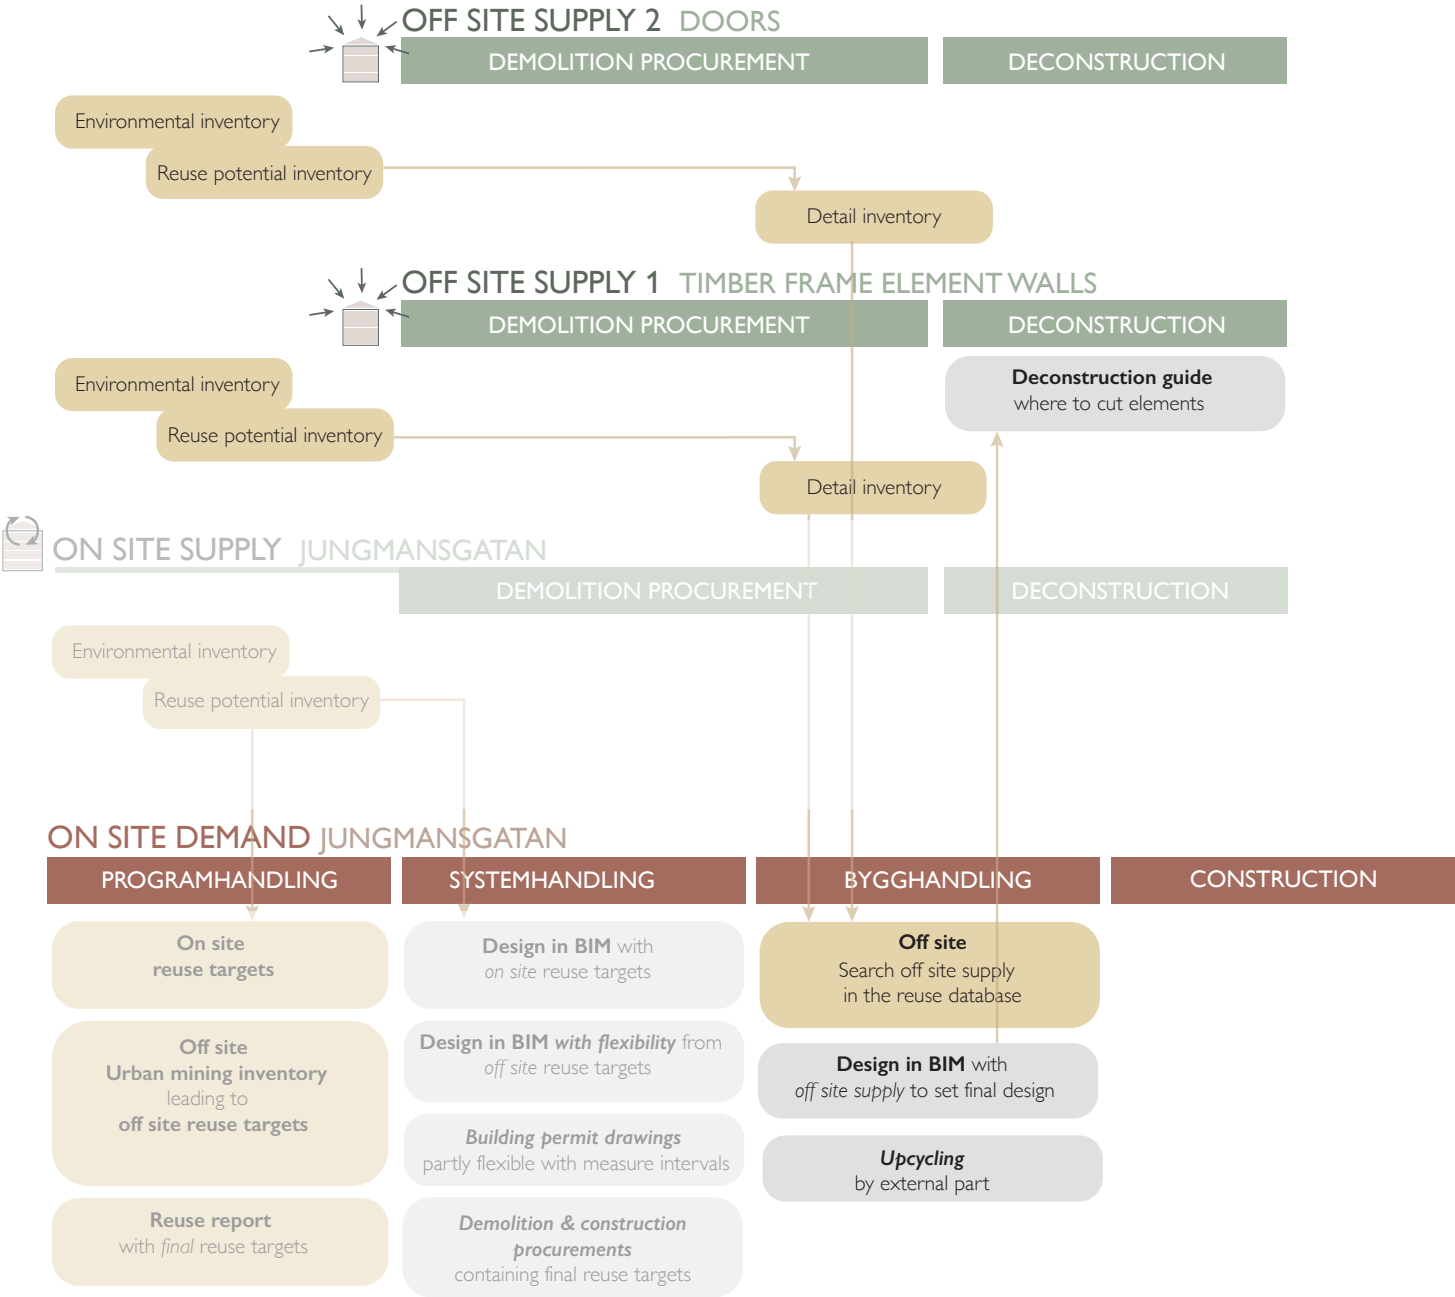 OFF SITE SUPPLY 2 DOORS
DEMOLITION PROCUREMENT DECONSTRUCTION
Environmental inventory
Reuse potential inventory
Detail inventory
OFF SITE SUPPLY 1 TIMBER FRAME ELEMENT WALLS
DEMOLITION PROCUREMENT DECONSTRUCTION
Deconstruction guide
where to cut elements
Environmental inventory
Reuse potential inventory
Detail inventory
ON SITE SUPPLY JUNGMANSGATAN
DEMOLITION PROCUREMENT DECONSTRUCTION
Environmental inventory
Reuse potential inventory
ON SITE DEMAND JUNGMANSGATAN
PROGRAMHANDLING SYSTEMHANDLING BYGGHANDLING CONSTRUCTION
On site
reuse targets
Off site
Urban mining inventory
leading to
off site reuse targets
Reuse report
with final reuse targets
Design in BIM with
on site reuse targets
Design in BIM with flexibility from
off site reuse targets
Building permit drawings
partly flexible with measure intervals
Demolition & construction
procurements
containing final reuse targets
Off site
Search off site supply
in the reuse database
Design in BIM with
off site supply to set final design
Upcycling
by external part